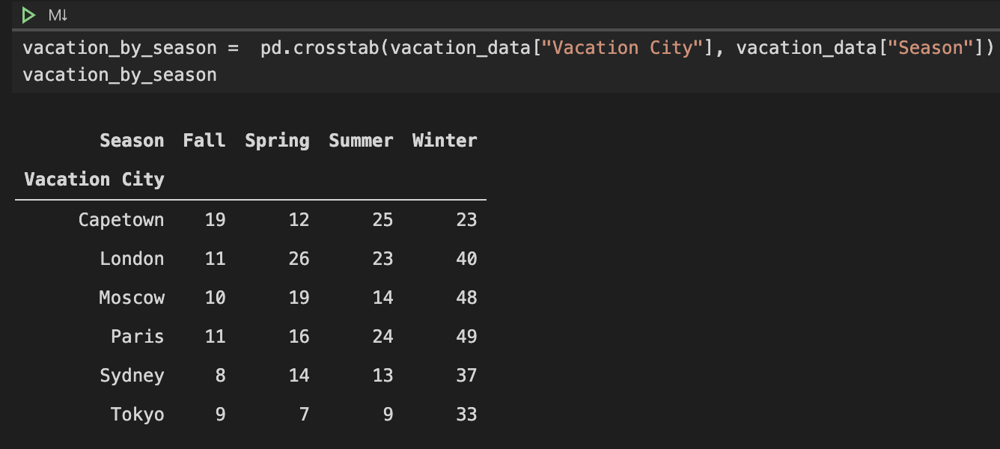 M↓
vacation_by_season =  pd.crosstab(vacation_data["Vacation City"], vacation_data["Season"])
vacation_by_season
Season Fall Spring Summer Winter
Vacation City
Capetown 19 12 25 23
London 11 26 23 40
Moscow 10 19 14 48
Paris 11 16 24 49
Sydney 8 14 13 37
Tokyo 9 7 9 33